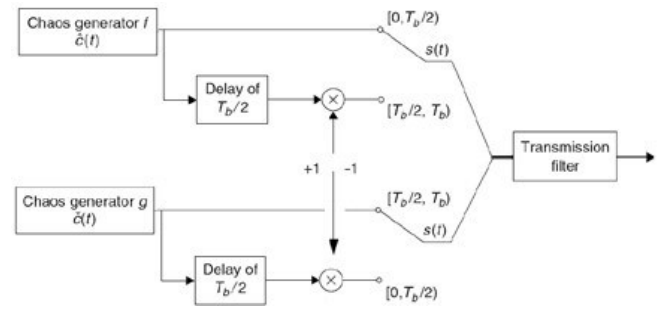 Chaos generator f
ĉ(t)
[0,T_b/2)
s(t)
Delay of
T_b/2
×
[T_b/2, T_b)
+1 −1
Transmission
filter
Chaos generator g
č(t)
[T_b/2, T_b)
s(t)
Delay of
T_b/2
×
[0,T_b/2)